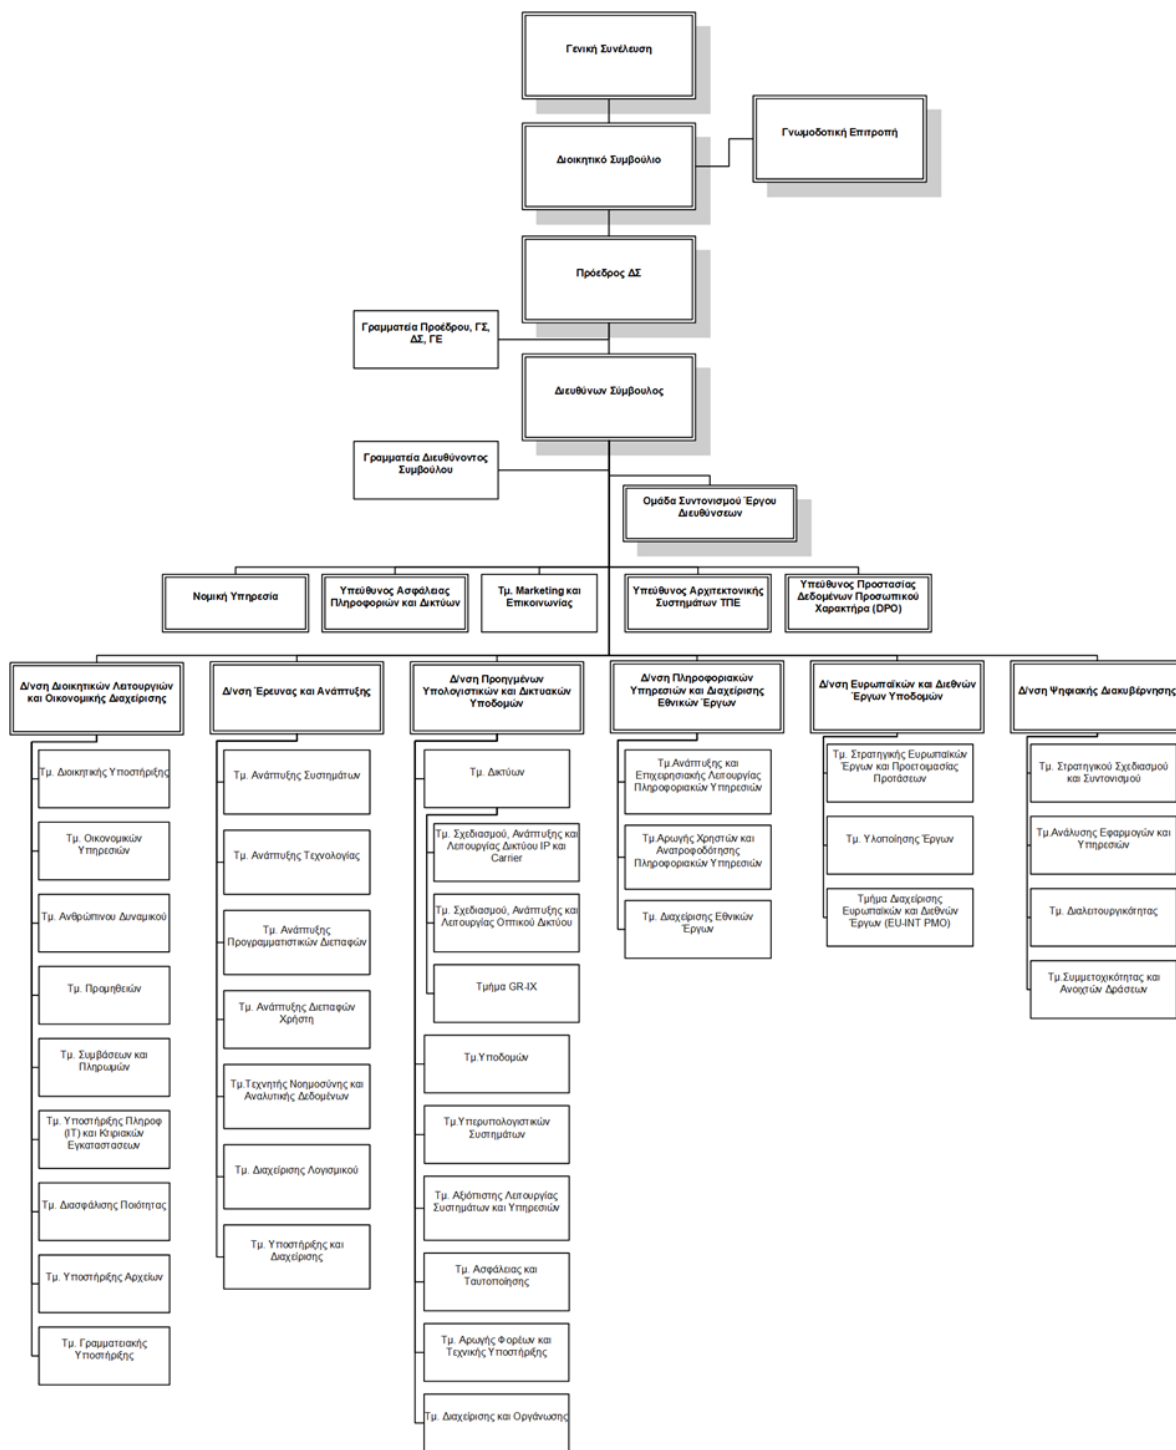 Γενική Συνέλευση
Γνωμοδοτική Επιτροπή
Διοικητικό Συμβούλιο
Πρόεδρος ΔΣ
Γραμματεία Προέδρου, ΓΣ,
ΔΣ, ΓΕ
Διευθύνων Σύμβουλος
Γραμματεία Διευθύνοντος
Συμβούλου
Ομάδα Συντονισμού Έργου
Διευθύνσεων
Νομική Υπηρεσία
Υπεύθυνος Ασφάλειας
Πληροφοριών και Δικτύων
Τμ. Marketing και
Επικοινωνίας
Υπεύθυνος Αρχιτεκτονικής
Συστημάτων ΤΠΕ
Υπεύθυνος Προστασίας
Δεδομένων Προσωπικού
Χαρακτήρα (DPO)
Δ/νση Διοικητικών Λειτουργιών
και Οικονομικής Διαχείρισης
Τμ. Διοικητικής Υποστήριξης
Τμ. Οικονομικών
Υπηρεσιών
Τμ. Ανθρώπινου Δυναμικού
Τμ. Προμηθειών
Τμ. Συμβάσεων και
Πληρωμών
Τμ. Υποστήριξης Πληροφ
(IT) και Κτιριακών
Εγκαταστασεων
Τμ. Διασφάλισης Ποιότητας
Τμ. Υποστήριξης Αρχείων
Τμ. Γραμματειακής
Υποστήριξης
Δ/νση Έρευνας και Ανάπτυξης
Τμ. Ανάπτυξης Συστημάτων
Τμ. Ανάπτυξης Τεχνολογίας
Τμ. Ανάπτυξης
Προγραμματιστικών Διεπαφών
Τμ. Ανάπτυξης Διεπαφών
Χρήστη
Τμ.Τεχνητής Νοημοσύνης και
Αναλυτικής Δεδομένων
Τμ. Διαχείρισης Λογισμικού
Τμ. Υποστήριξης και
Διαχείρισης
Δ/νση Προηγμένων
Υπολογιστικών και Δικτυακών
Υποδομών
Τμ. Δικτύων
Τμ. Σχεδιασμού, Ανάπτυξης και
Λειτουργίας Δικτύου IP και
Carrier
Τμ. Σχεδιασμού, Ανάπτυξης και
Λειτουργίας Οπτικού Δικτύου
Τμήμα GR-IX
Τμ.Υποδομών
Τμ.Υπερυπολογιστικών
Συστημάτων
Τμ. Αξιόπιστης Λειτουργίας
Συστημάτων και Υπηρεσιών
Τμ. Ασφάλειας και
Ταυτοποίησης
Τμ. Αρωγής Φορέων και
Τεχνικής Υποστήριξης
Τμ. Διαχείρισης και Οργάνωσης
Δ/νση Πληροφοριακών
Υπηρεσιών και Διαχείρισης
Εθνικών Έργων
Τμ.Ανάπτυξης και
Επιχειρησιακής Λειτουργίας
Πληροφοριακών Υπηρεσιών
Τμ.Αρωγής Χρηστών και
Ανατροφοδότησης
Πληροφοριακών Υπηρεσιών
Τμ. Διαχείρισης Εθνικών
Έργων
Δ/νση Ευρωπαϊκών και Διεθνών
Έργων Υποδομών
Τμ. Στρατηγικής Ευρωπαϊκών
Έργων και Προετοιμασίας
Προτάσεων
Τμ. Υλοποίησης Έργων
Τμήμα Διαχείρισης
Ευρωπαϊκών και Διεθνών
Έργων (EU-INT PMO)
Δ/νση Ψηφιακής Διακυβέρνησης
Τμ. Στρατηγικού Σχεδιασμού
και Συντονισμού
Τμ.Ανάλυσης Εφαρμογών και
Υπηρεσιών
Τμ. Διαλειτουργικότητας
Τμ.Συμμετοχικότητας και
Ανοιχτών Δράσεων